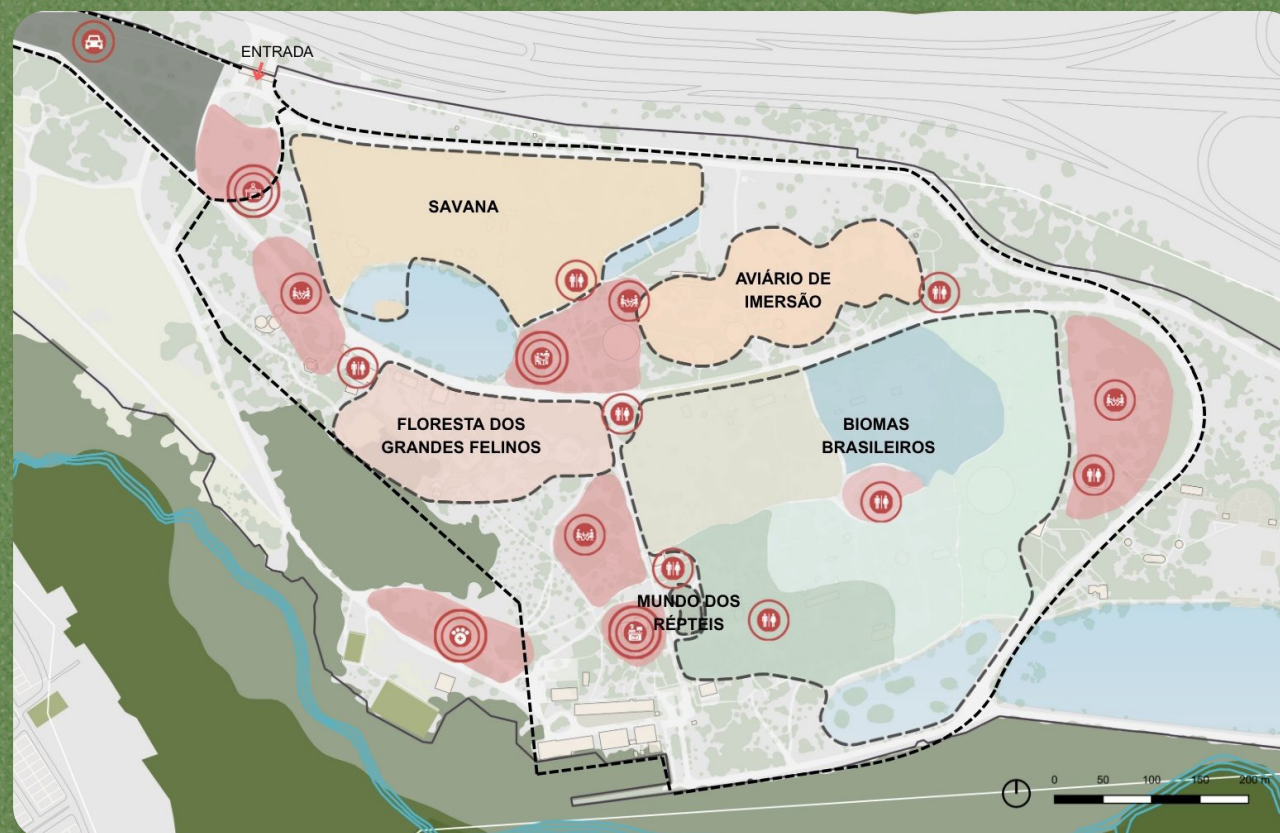 ENTRADA
SAVANA
AVIÁRIO DE
IMERSÃO
FLORESTA DOS
GRANDES FELINOS
BIOMAS
BRASILEIROS
MUNDO DOS
RÉPTEIS
0 50 100 150 200 m